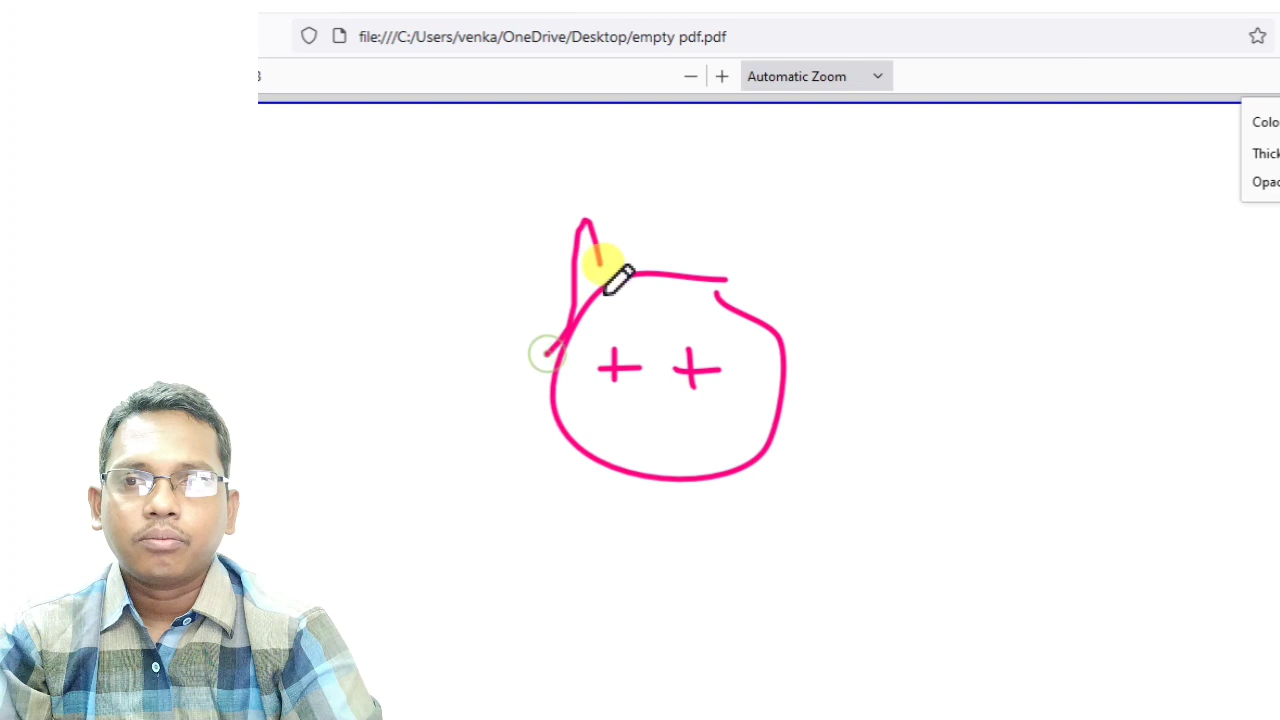 file:///C:/Users/venka/OneDrive/Desktop/empty pdf.pdf
Automatic Zoom
Colo
Thick
Opac